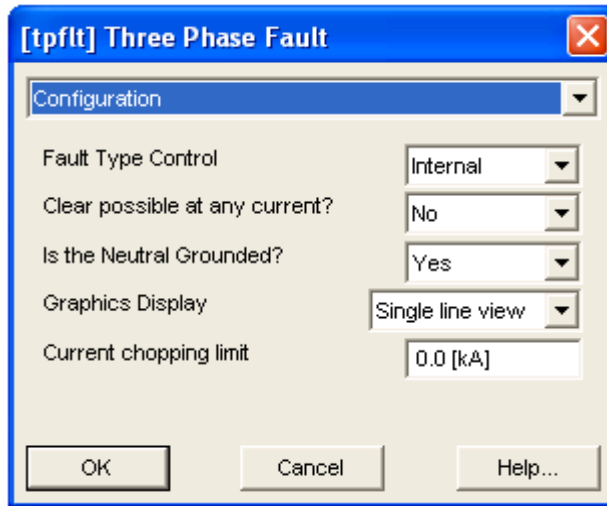 [tpflt] Three Phase Fault
Configuration
Fault Type Control Internal
Clear possible at any current? No
Is the Neutral Grounded? Yes
Graphics Display Single line view
Current chopping limit 0.0 [kA]
OK Cancel Help...